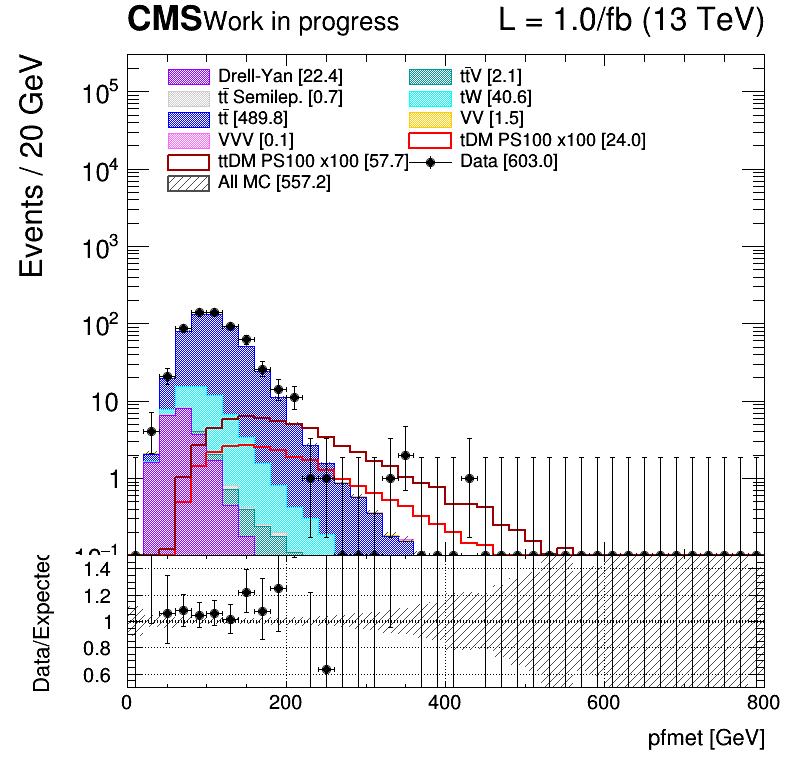 CMS Work in progress L = 1.0/fb (13 TeV)
Events / 20 GeV
Drell-Yan [22.4] tt̄V [2.1]
tt̄ Semilep. [0.7] tW [40.6]
tt̄ [489.8] VV [1.5]
VVV [0.1] tDM PS100 x100 [24.0]
ttDM PS100 x100 [57.7] Data [603.0]
All MC [557.2]
10⁵
10⁴
10³
10²
10
1
10⁻¹
Data/Expected
1.4
1.2
1
0.8
0.6
0 200 400 600 800
pfmet [GeV]